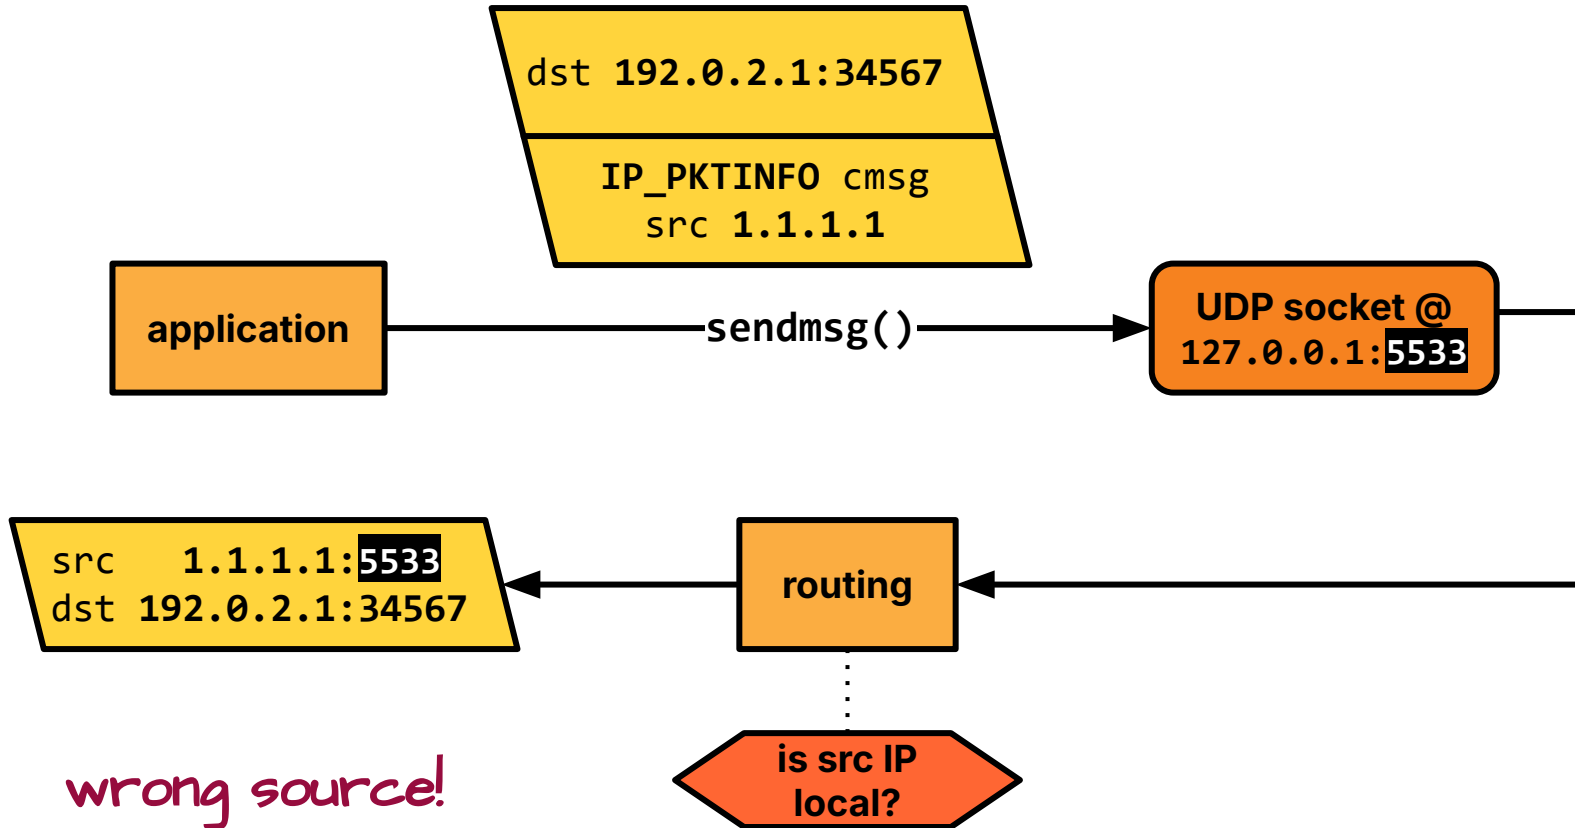 dst 192.0.2.1:34567
IP_PKTINFO cmsg
src 1.1.1.1
application
sendmsg()
UDP socket @
127.0.0.1:5533
src 1.1.1.1:5533
dst 192.0.2.1:34567
routing
is src IP
local?
wrong source!